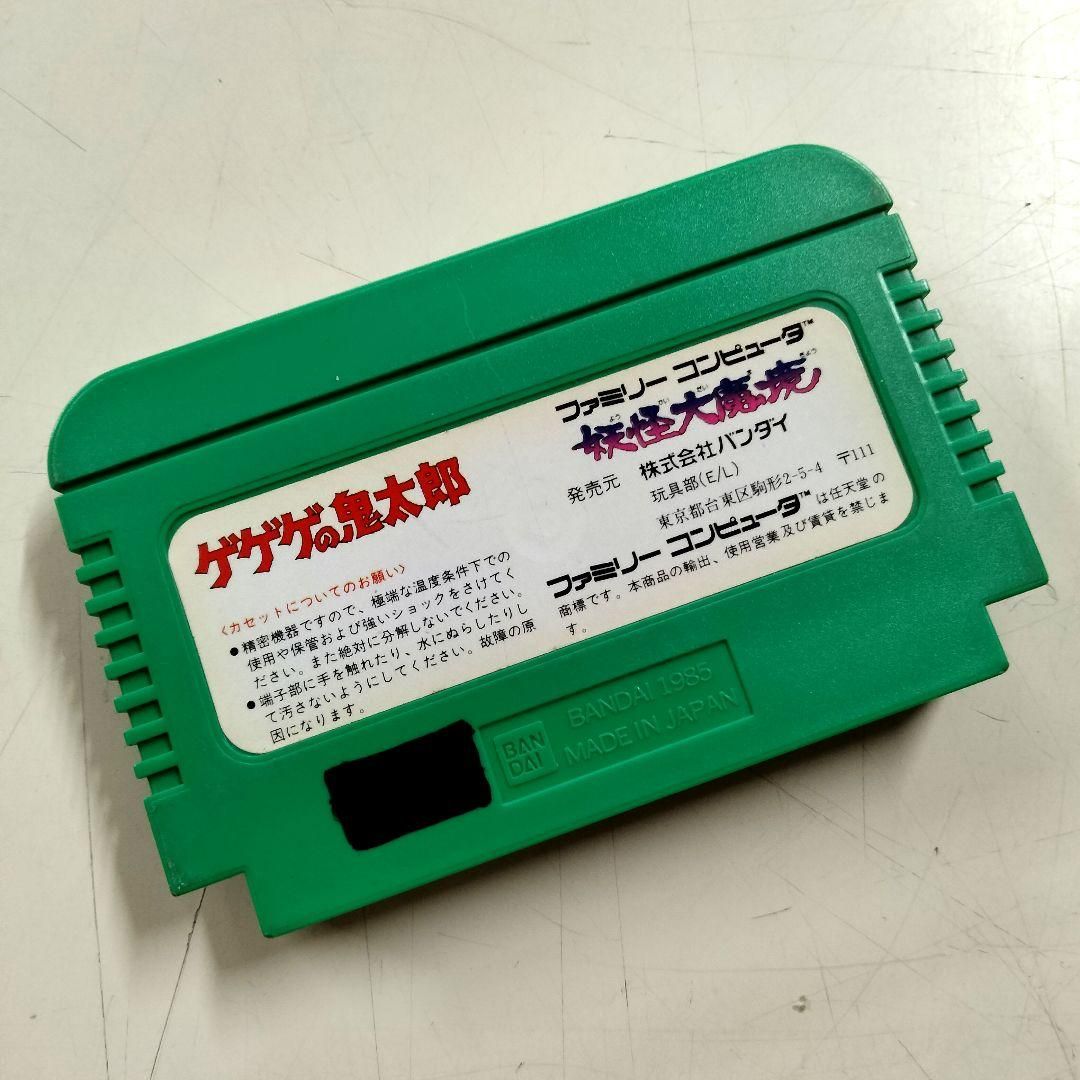 ゲゲゲの鬼太郎
〈カセットについてのお願い〉
●精密機器ですので、極端な温度条件下での
使用や保管および強いショックをさけてく
ださい。また絶対に分解しないでください。
●端子部に手を触れたり、水にぬらしたりし
て汚さないようにしてください。故障の原
因になります。
ファミリー コンピュータ™
よう かい だい ま きょう
妖怪大魔境
発売元 株式会社バンダイ
玩具部(E/L)
東京都台東区駒形2-5-4 〒111
ファミリー コンピュータ™は任天堂の
商標です。本商品の輸出、使用営業及び賃貸を禁じま
す。
BAN
DAI
BANDAI 1985
MADE IN JAPAN